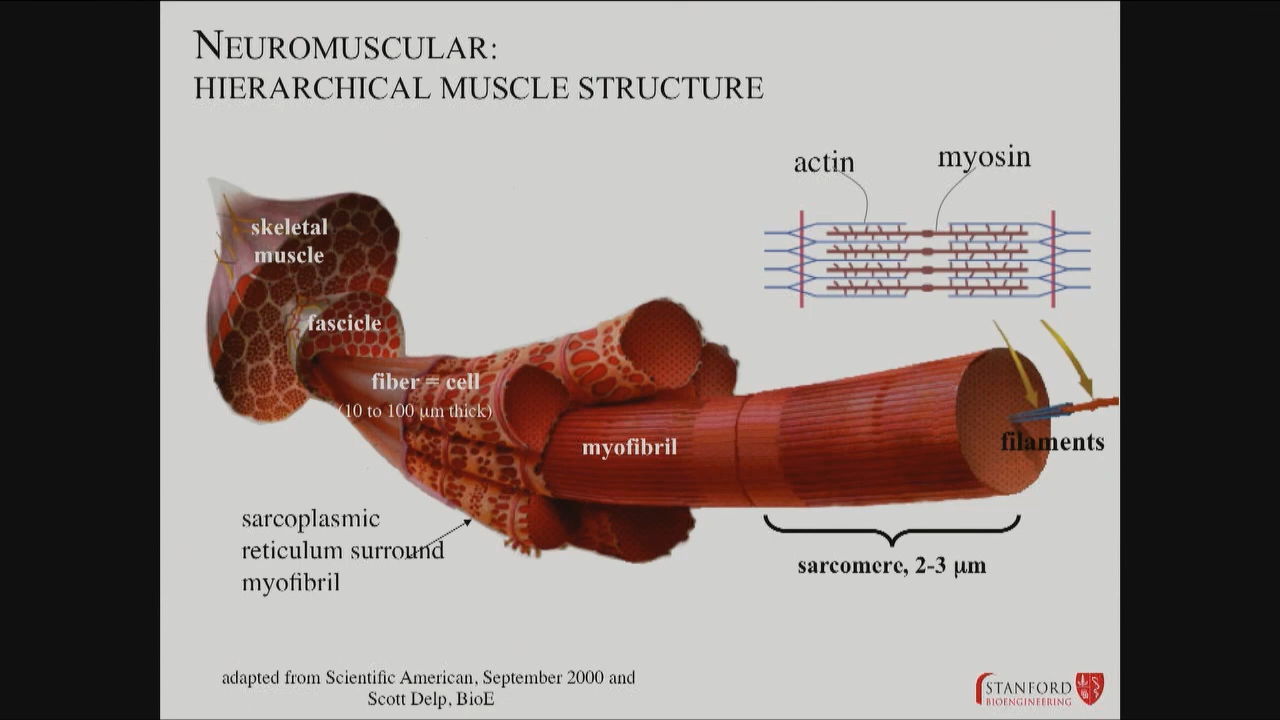 NEUROMUSCULAR:
HIERARCHICAL MUSCLE STRUCTURE
actin
myosin
skeletal
muscle
fascicle
fiber = cell
(10 to 100 μm thick)
myofibril
filaments
sarcoplasmic
reticulum surround
myofibril
sarcomere, 2-3 μm
adapted from Scientific American, September 2000 and
Scott Delp, BioE
STANFORD
BIOENGINEERING